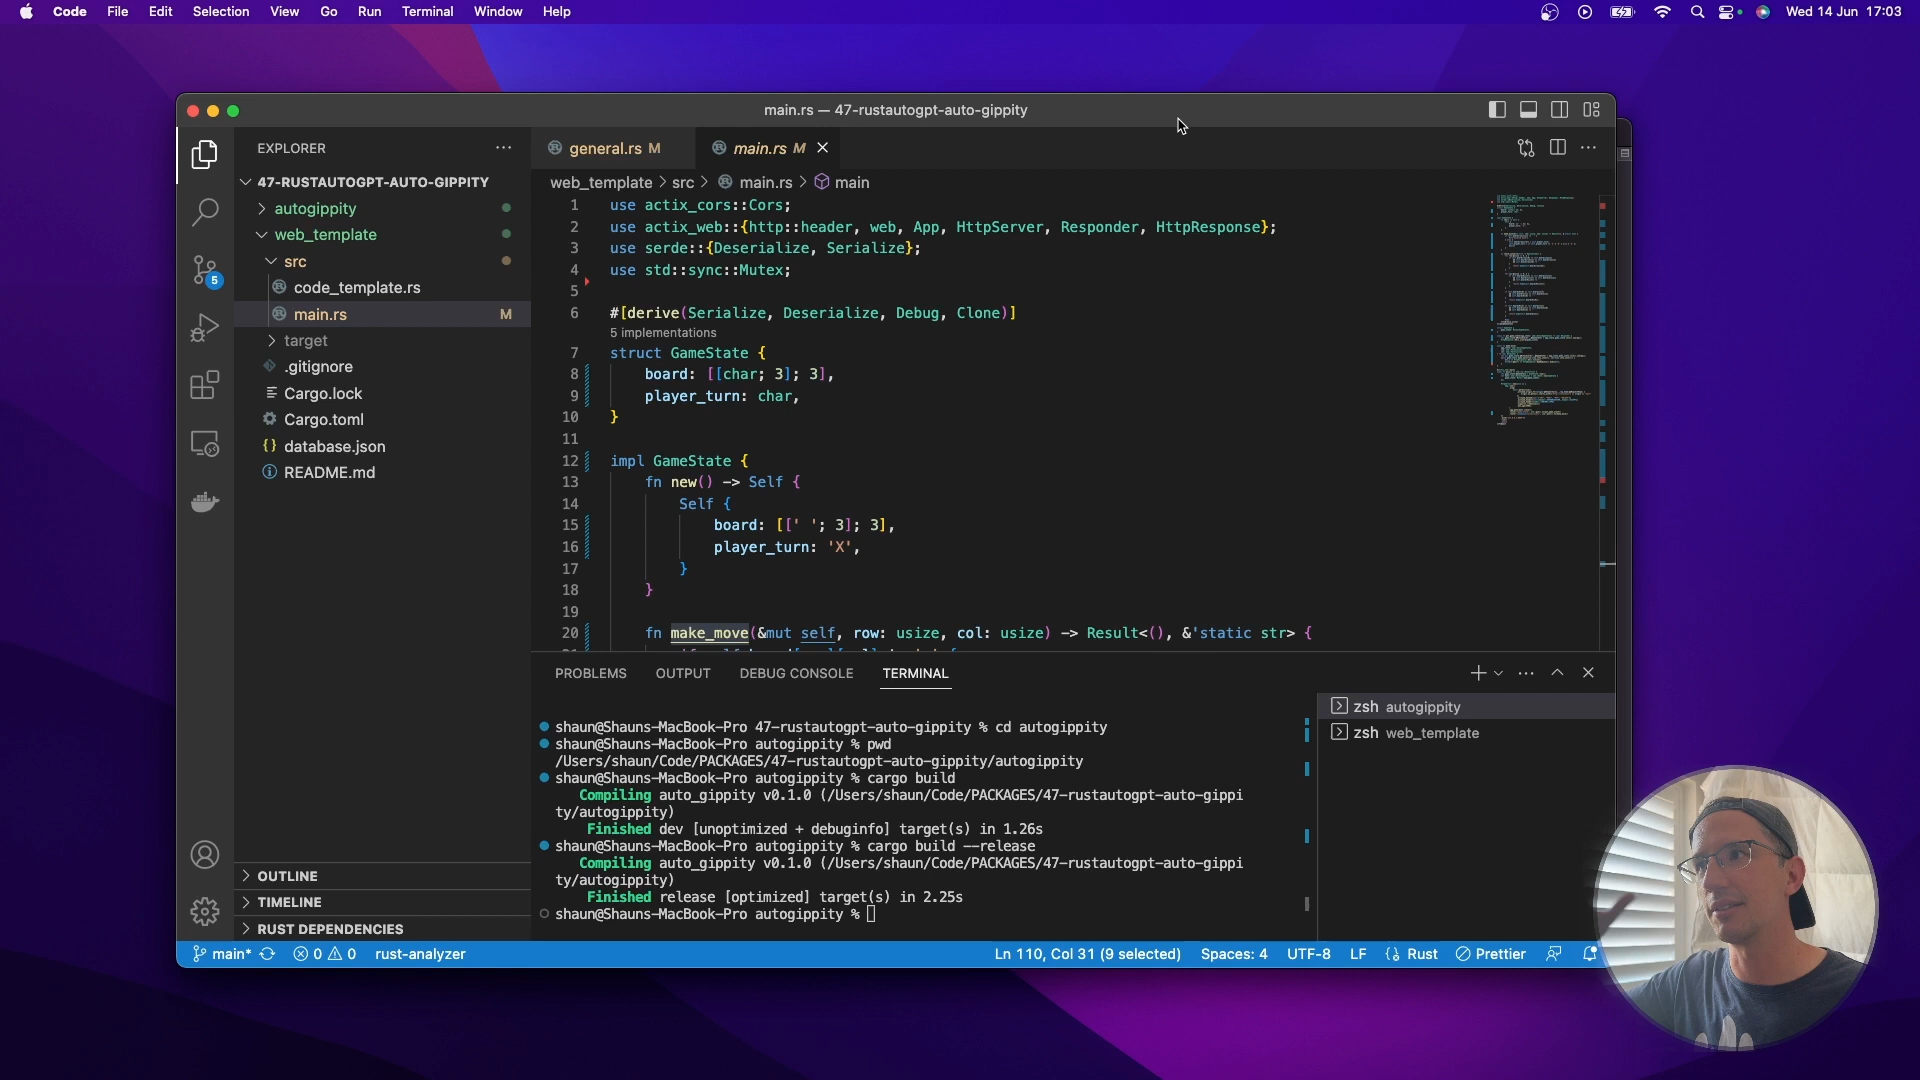 Code File Edit Selection View Go Run Terminal Window Help
Wed 14 Jun 17:03
main.rs — 47-rustautogpt-auto-gippity
EXPLORER
47-RUSTAUTOGPT-AUTO-GIPPITY
autogippity
web_template
src
code_template.rs
main.rs M
target
.gitignore
Cargo.lock
Cargo.toml
database.json
README.md
OUTLINE
TIMELINE
RUST DEPENDENCIES
5
general.rs M main.rs M
web_template > src > main.rs > main
1 use actix_cors::Cors;
2 use actix_web::{http::header, web, App, HttpServer, Responder, HttpResponse};
3 use serde::{Deserialize, Serialize};
4 use std::sync::Mutex;
5
6 #[derive(Serialize, Deserialize, Debug, Clone)]
5 implementations
7 struct GameState {
8 board: [[char; 3]; 3],
9 player_turn: char,
10 }
11
12 impl GameState {
13 fn new() -> Self {
14 Self {
15 board: [[' '; 3]; 3],
16 player_turn: 'X',
17 }
18 }
19
20 fn make_move(&mut self, row: usize, col: usize) -> Result<(), &'static str> {
PROBLEMS OUTPUT DEBUG CONSOLE TERMINAL
shaun@Shauns-MacBook-Pro 47-rustautogpt-auto-gippity % cd autogippity
shaun@Shauns-MacBook-Pro autogippity % pwd
/Users/shaun/Code/PACKAGES/47-rustautogpt-auto-gippity/autogippity
shaun@Shauns-MacBook-Pro autogippity % cargo build
Compiling auto_gippity v0.1.0 (/Users/shaun/Code/PACKAGES/47-rustautogpt-auto-gippi
ty/autogippity)
Finished dev [unoptimized + debuginfo] target(s) in 1.26s
shaun@Shauns-MacBook-Pro autogippity % cargo build --release
Compiling auto_gippity v0.1.0 (/Users/shaun/Code/PACKAGES/47-rustautogpt-auto-gippi
ty/autogippity)
Finished release [optimized] target(s) in 2.25s
shaun@Shauns-MacBook-Pro autogippity %
zsh autogippity
zsh web_template
main* 0 0 rust-analyzer
Ln 110, Col 31 (9 selected) Spaces: 4 UTF-8 LF Rust Prettier